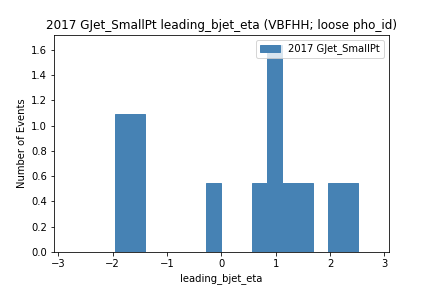 2017 GJet_SmallPt leading_bjet_eta (VBFHH; loose pho_id)
2017 GJet_SmallPt
Number of Events
1.6
1.4
1.2
1.0
0.8
0.6
0.4
0.2
0.0
−3 −2 −1 0 1 2 3
leading_bjet_eta